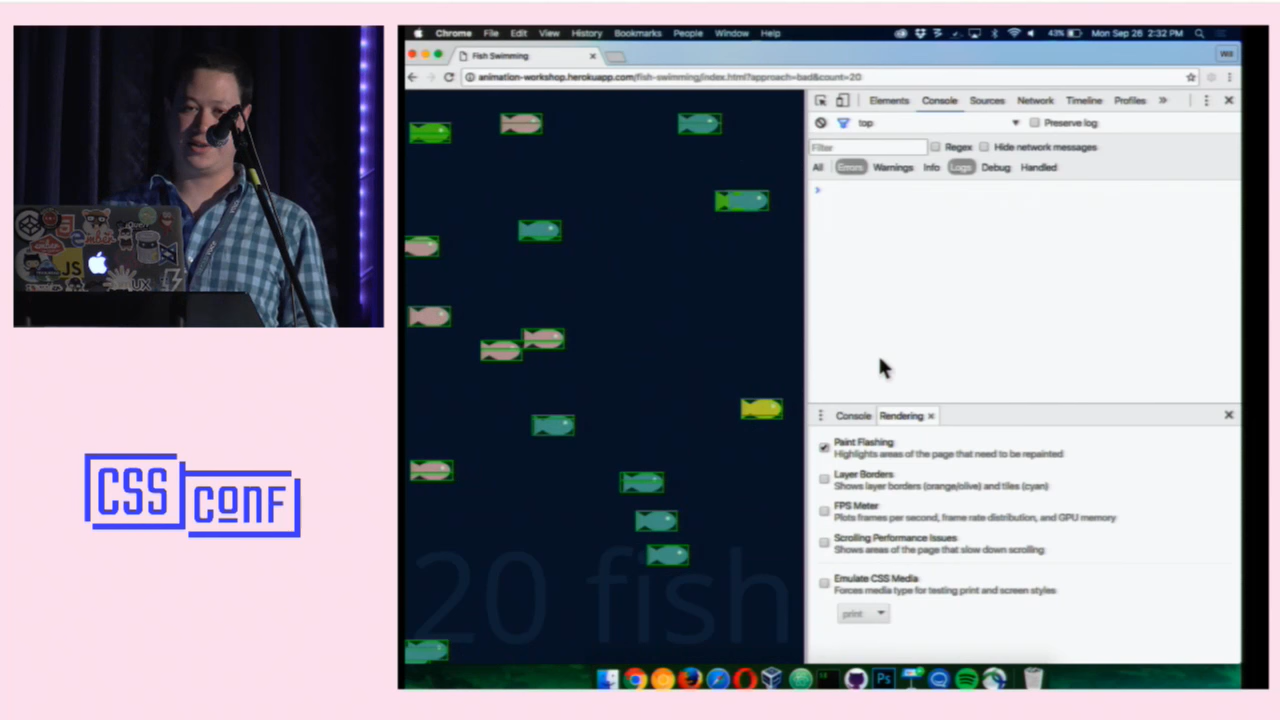 Chrome File Edit View History Bookmarks People Window Help 43% Mon Sep 26 2:32 PM
Fish Swimming Will
animation-workshop.herokuapp.com/fish-swimming/index.html?approach=bad&count=20
Elements Console Sources Network Timeline Profiles
top Preserve log
Filter Regex Hide network messages
All Errors Warnings Info Logs Debug Handled
Console Rendering
Paint Flashing
Highlights areas of the page that need to be repainted
Layer Borders
Shows layer borders (orange/olive) and tiles (cyan)
FPS Meter
Plots frames per second, frame rate distribution, and GPU memory
Scrolling Performance Issues
Shows areas of the page that slow down scrolling
Emulate CSS Media
Forces media type for testing print and screen styles
print
20 fish
Ps
JS
UX
CSS
CONF